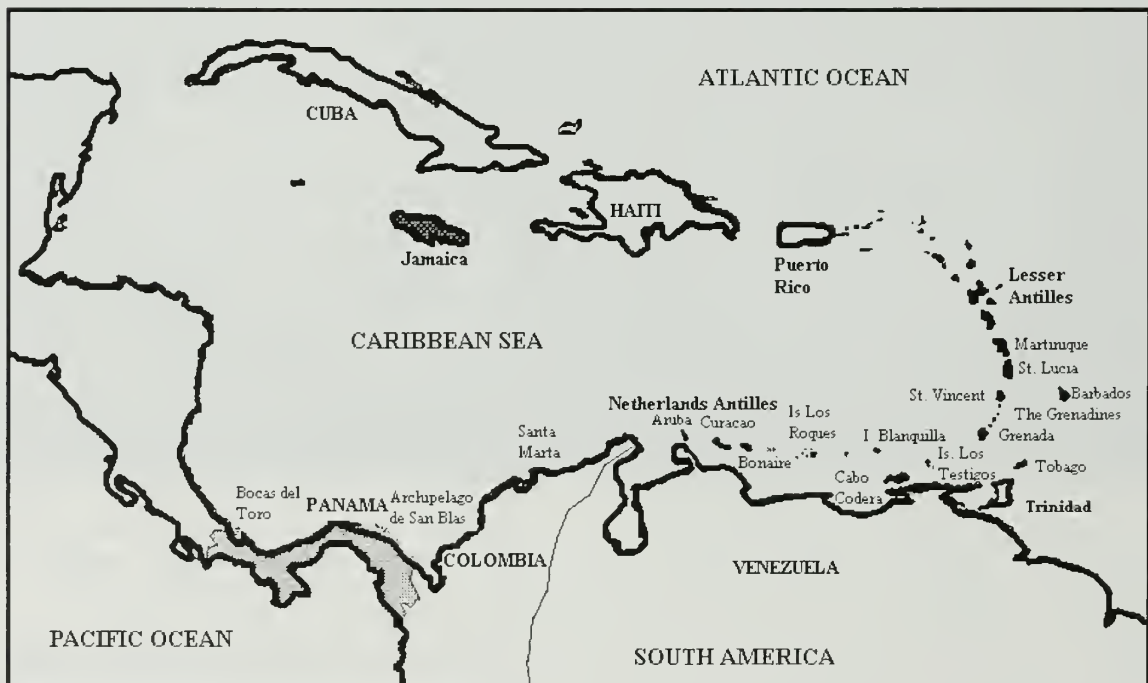 ATLANTIC OCEAN
CUBA
HAITI
Jamaica
Puerto
Rico
Lesser
Antilles
CARIBBEAN SEA
Martinique
St. Lucia
St. Vincent
Barbados
The Grenadines
Grenada
Netherlands Antilles
Aruba
Curacao
Is Los
Roques
Bonaire
I Blanquilla
Is. Los
Testigos
Tobago
Santa
Marta
Cabo
Codera
Trinidad
Bocas del
Toro
PANAMA
Archipelago
de San Blas
COLOMBIA
VENEZUELA
PACIFIC OCEAN
SOUTH AMERICA